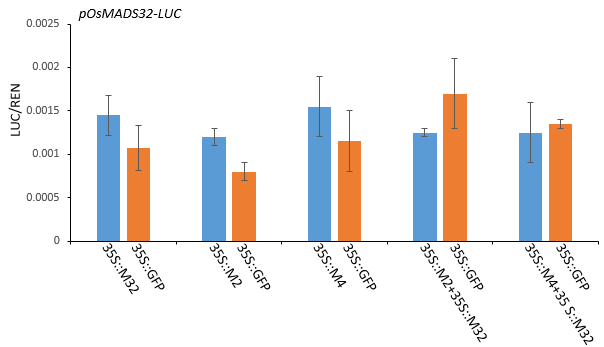 pOsMADS32-LUC
0.0025
0.002
0.0015
0.001
0.0005
0
LUC/REN
35S::M32
35S::GFP
35S::M2
35S::GFP
35S::M4
35S::GFP
35S::M2+35S::M32
35S::GFP
35S::M4+35 S::M32
35S::GFP